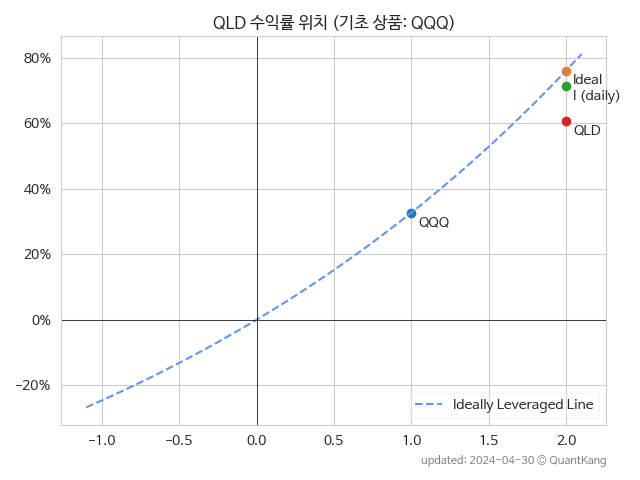 QLD 수익률 위치 (기초 상품: QQQ)
80%
60%
40%
20%
0%
−20%
Ideal
I (daily)
QLD
QQQ
Ideally Leveraged Line
−1.0 −0.5 0.0 0.5 1.0 1.5 2.0
updated: 2024-04-30 © QuantKang